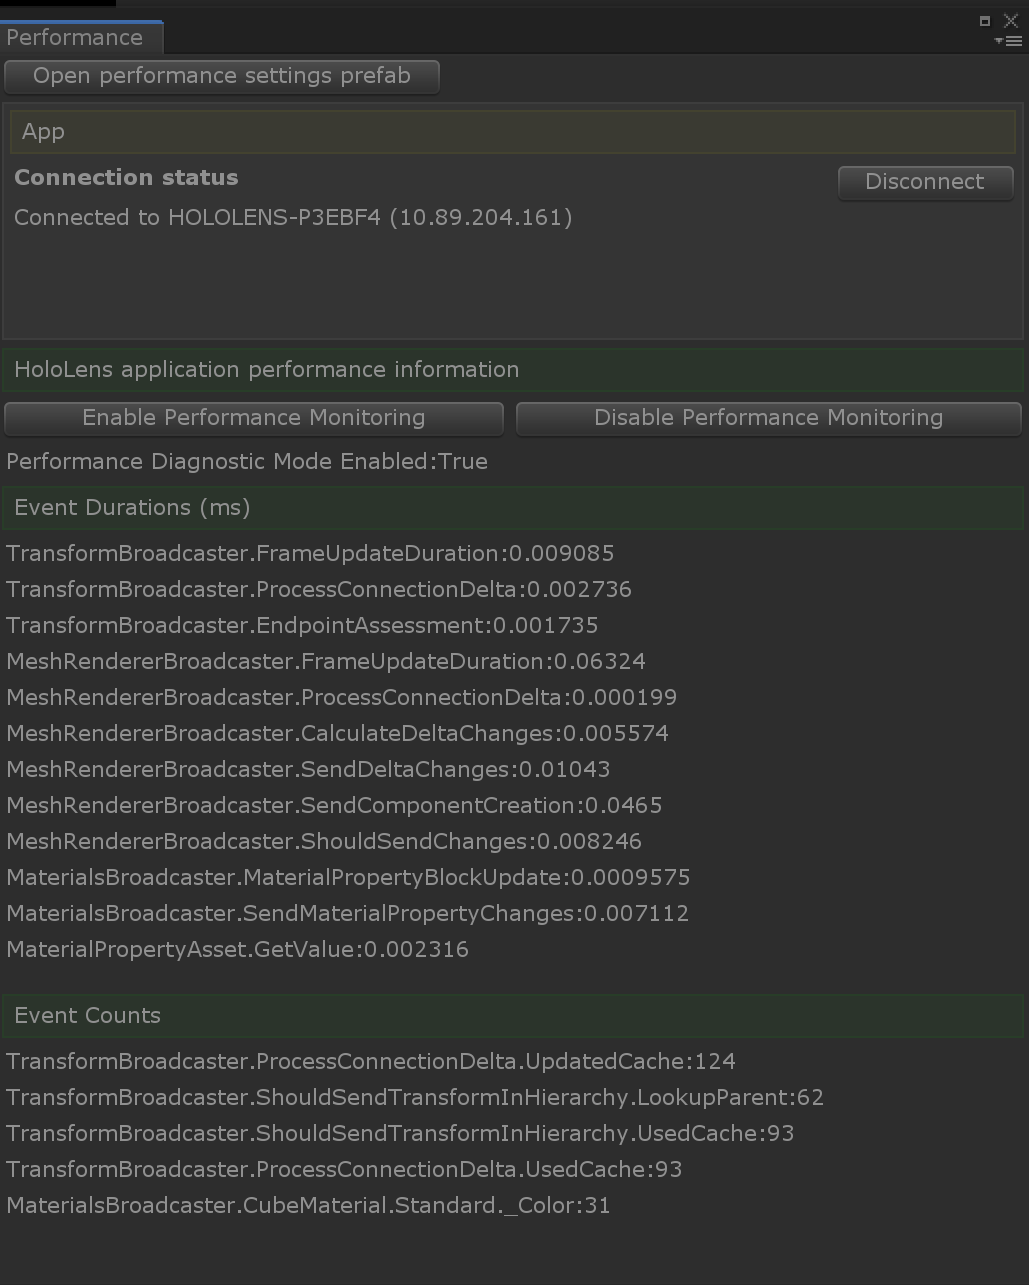 Performance
Open performance settings prefab
App
Connection status
Disconnect
Connected to HOLOLENS-P3EBF4 (10.89.204.161)
HoloLens application performance information
Enable Performance Monitoring
Disable Performance Monitoring
Performance Diagnostic Mode Enabled:True
Event Durations (ms)
TransformBroadcaster.FrameUpdateDuration:0.009085
TransformBroadcaster.ProcessConnectionDelta:0.002736
TransformBroadcaster.EndpointAssessment:0.001735
MeshRendererBroadcaster.FrameUpdateDuration:0.06324
MeshRendererBroadcaster.ProcessConnectionDelta:0.000199
MeshRendererBroadcaster.CalculateDeltaChanges:0.005574
MeshRendererBroadcaster.SendDeltaChanges:0.01043
MeshRendererBroadcaster.SendComponentCreation:0.0465
MeshRendererBroadcaster.ShouldSendChanges:0.008246
MaterialsBroadcaster.MaterialPropertyBlockUpdate:0.0009575
MaterialsBroadcaster.SendMaterialPropertyChanges:0.007112
MaterialPropertyAsset.GetValue:0.002316
Event Counts
TransformBroadcaster.ProcessConnectionDelta.UpdatedCache:124
TransformBroadcaster.ShouldSendTransformInHierarchy.LookupParent:62
TransformBroadcaster.ShouldSendTransformInHierarchy.UsedCache:93
TransformBroadcaster.ProcessConnectionDelta.UsedCache:93
MaterialsBroadcaster.CubeMaterial.Standard._Color:31